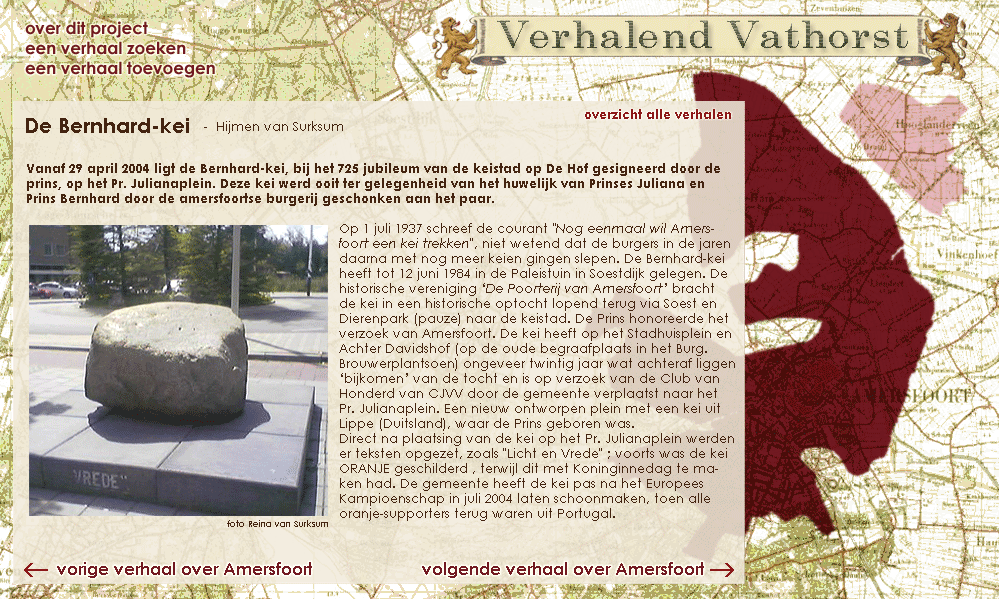 over dit project
een verhaal zoeken
een verhaal toevoegen
Verhalend Vathorst
overzicht alle verhalen
De Bernhard-kei - Hijmen van Surksum
Vanaf 29 april 2004 ligt de Bernhard-kei, bij het 725 jubileum van de keistad op De Hof gesigneerd door de
prins, op het Pr. Julianaplein. Deze kei werd ooit ter gelegenheid van het huwelijk van Prinses Juliana en
Prins Bernhard door de amersfoortse burgerij geschonken aan het paar.
Op 1 juli 1937 schreef de courant "Nog eenmaal wil Amers-
foort een kei trekken", niet wetend dat de burgers in de jaren
daarna met nog meer keien gingen slepen. De Bernhard-kei
heeft tot 12 juni 1984 in de Paleistuin in Soestdijk gelegen. De
historische vereniging ‘De Poorterij van Amersfoort’ bracht
de kei in een historische optocht lopend terug via Soest en
Dierenpark (pauze) naar de keistad. De Prins honoreerde het
verzoek van Amersfoort. De kei heeft op het Stadhuisplein en
Achter Davidshof (op de oude begraafplaats in het Burg.
Brouwerplantsoen) ongeveer twintig jaar wat achteraf liggen
‘bijkomen’ van de tocht en is op verzoek van de Club van
Honderd van CJVV door de gemeente verplaatst naar het
Pr. Julianaplein. Een nieuw ontworpen plein met een kei uit
Lippe (Duitsland), waar de Prins geboren was.
Direct na plaatsing van de kei op het Pr. Julianaplein werden
er teksten opgezet, zoals "Licht en Vrede" ; voorts was de kei
ORANJE geschilderd , terwijl dit met Koninginnedag te ma-
ken had. De gemeente heeft de kei pas na het Europees
Kampioenschap in juli 2004 laten schoonmaken, toen alle
oranje-supporters terug waren uit Portugal.
VREDE"
foto Reina van Surksum
← vorige verhaal over Amersfoort
volgende verhaal over Amersfoort →
AMERSFOORT
Hooglanderveen
Zevenhuizen